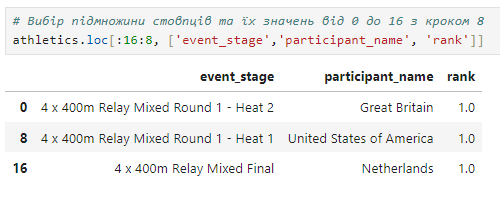 # Вибір підмножини стовпців та їх значень від 0 до 16 з кроком 8
athletics.loc[:16:8, ['event_stage','participant_name', 'rank']]
event_stage participant_name rank
0 4 x 400m Relay Mixed Round 1 - Heat 2 Great Britain 1.0
8 4 x 400m Relay Mixed Round 1 - Heat 1 United States of America 1.0
16 4 x 400m Relay Mixed Final Netherlands 1.0